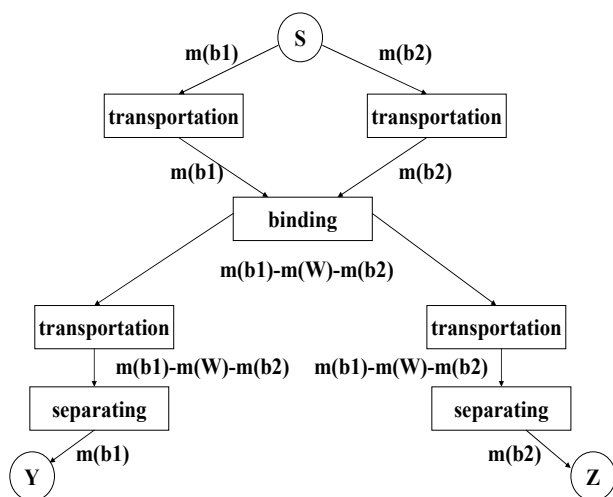 S
m(b1)
m(b2)
transportation
transportation
m(b1)
m(b2)
binding
m(b1)-m(W)-m(b2)
transportation
transportation
m(b1)-m(W)-m(b2)
m(b1)-m(W)-m(b2)
separating
separating
m(b1)
m(b2)
Y
Z